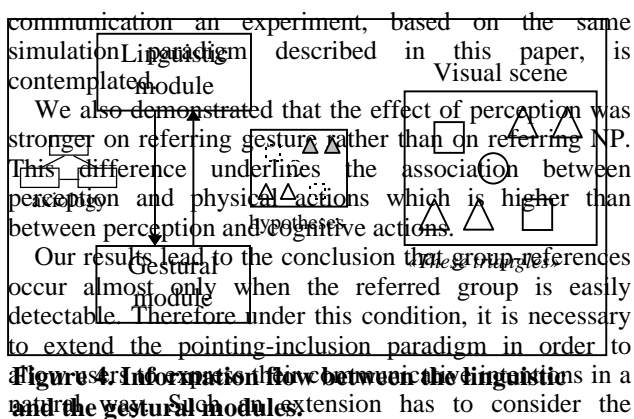 communication an experiment, based on the same
simulation paradigm described in this paper, is
contemplated.
We also demonstrated that the effect of perception was
stronger on referring gesture rather than on referring NP.
This difference underlines the association between
perception and physical actions which is higher than
between perception and cognitive actions.
Our results lead to the conclusion that group-references
occur almost only when the referred group is easily
detectable. Therefore under this condition, it is necessary
to extend the pointing-inclusion paradigm in order to
allow users to express their communicative intentions in a
natural way. Such an extension has to consider the
Linguistic
module
Visual scene
axiology
hypotheses
«These triangles»
Gestural
module
Figure 4. Information flow between the linguistic
and the gestural modules.